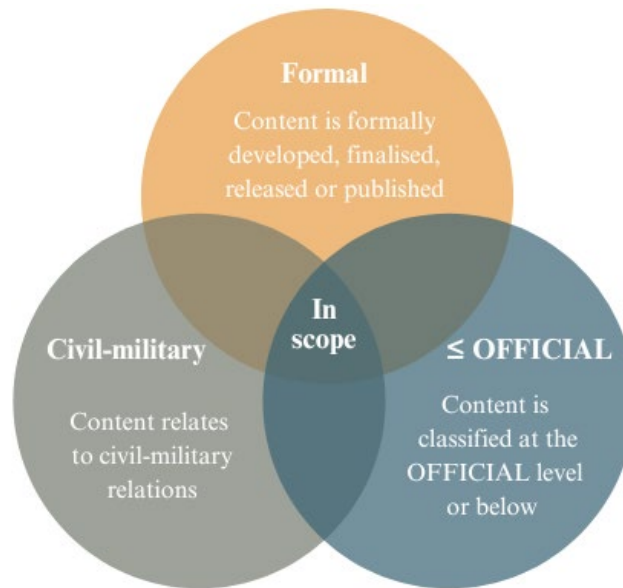 Formal
Content is formally
developed, finalised,
released or published
In
scope
Civil-military
Content relates
to civil-military
relations
≤ OFFICIAL
Content is
classified at the
OFFICIAL level
or below